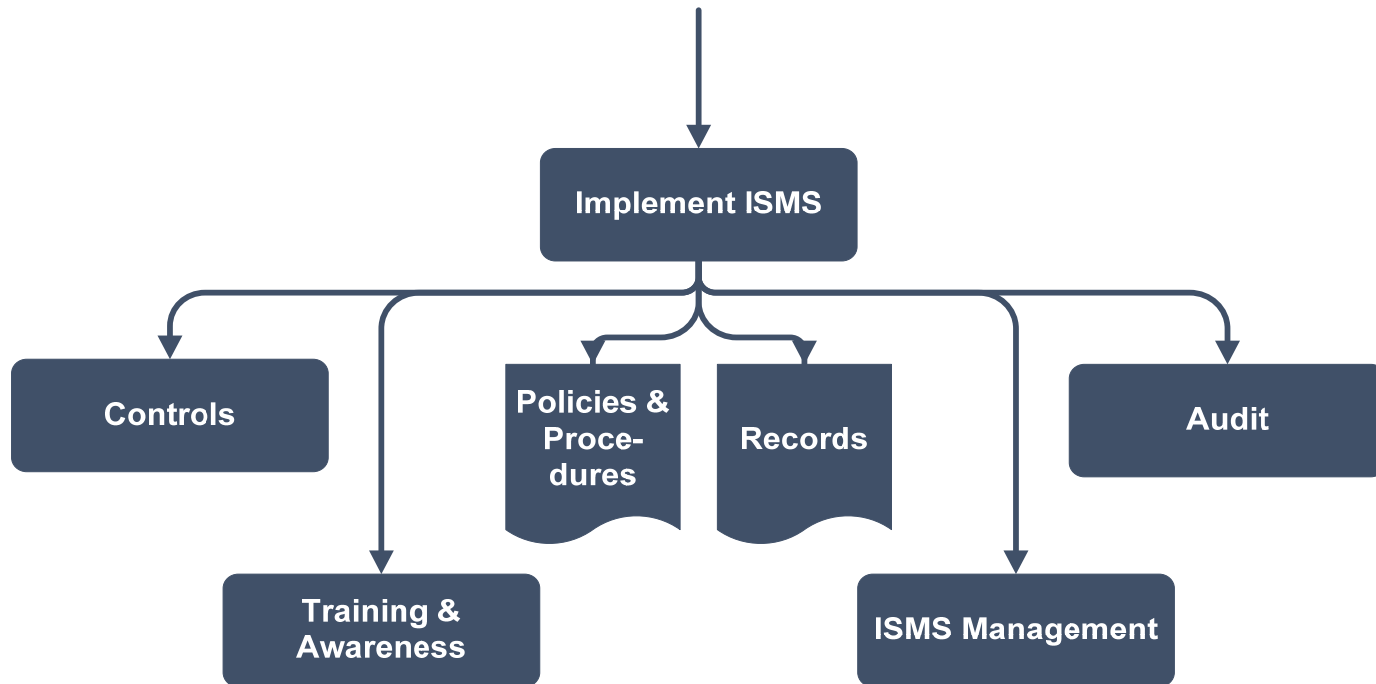 Implement ISMS
Controls
Policies &
Proce-
dures
Records
Audit
Training &
Awareness
ISMS Management